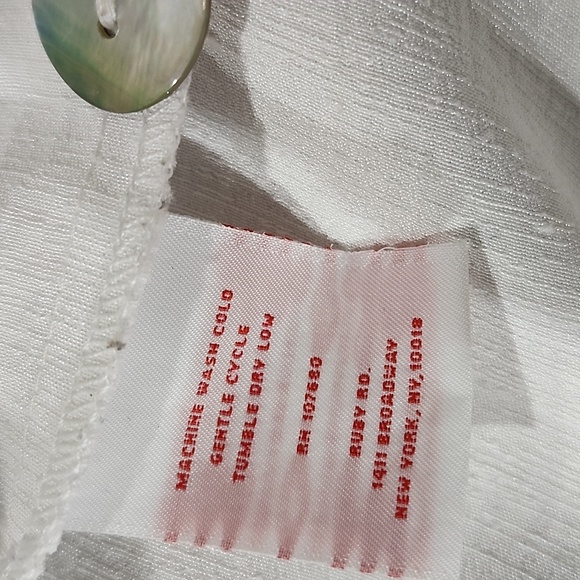 MACHINE WASH COLD
GENTLE CYCLE
TUMBLE DRY LOW
RN 107680
RUBY RD.
1411 BROADWAY
NEW YORK, NY, 10018